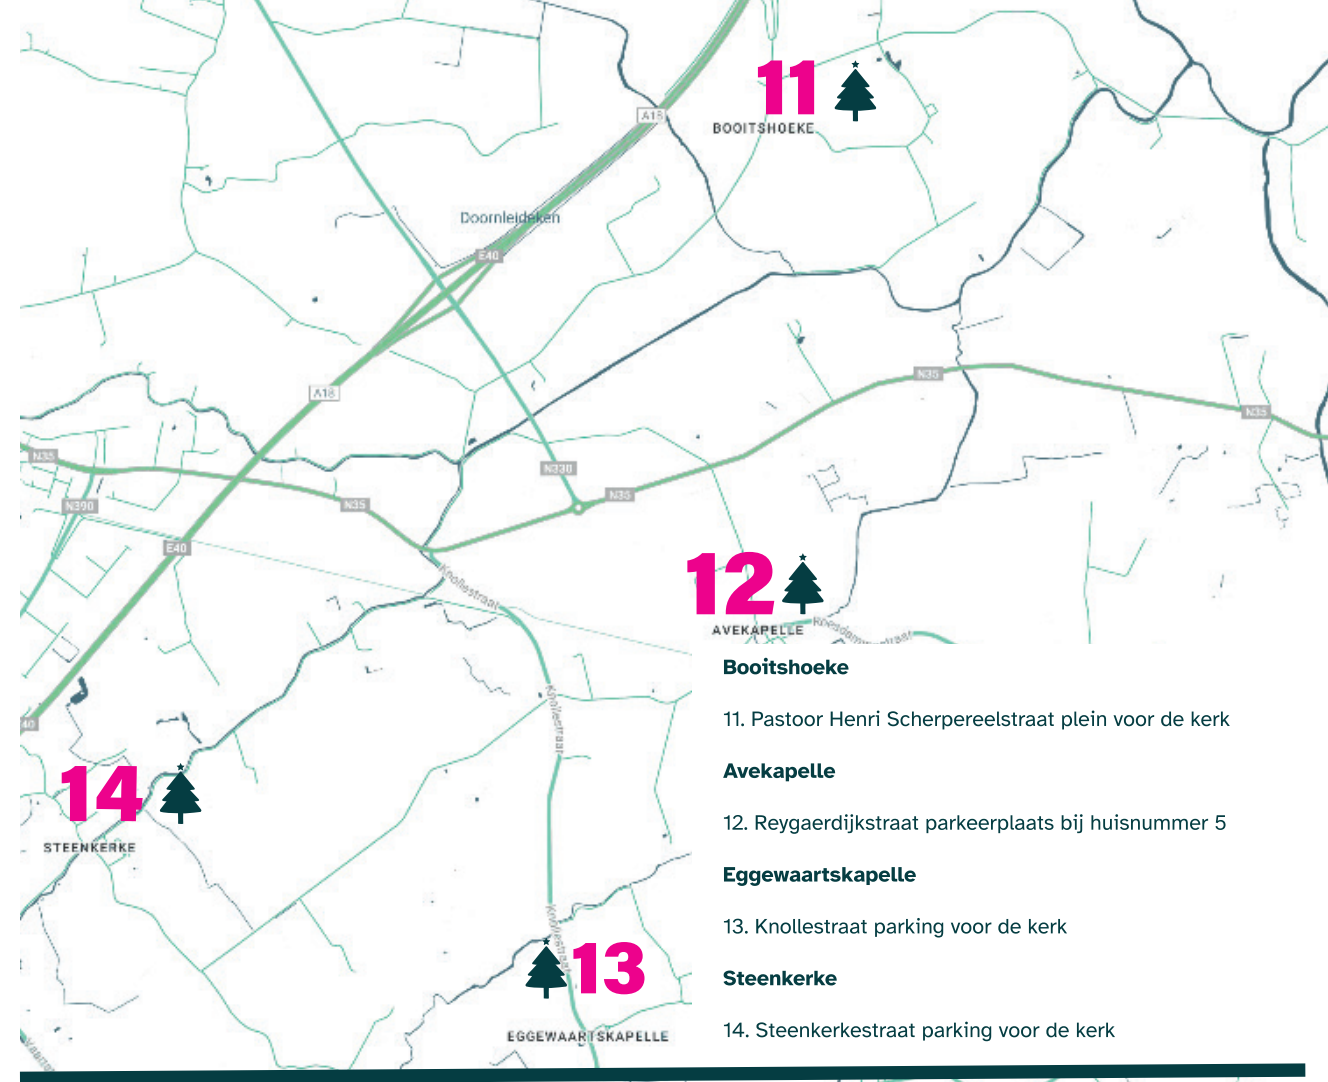 11
A18
BOOITSHOEKE
Doornleideken
E40
N35
A18
N35
N35
N330
N35
N390
N35
E40
12
Knollestraat
AVEKAPELLE
Booitshoeke
11. Pastoor Henri Scherpereelstraat plein voor de kerk
Knollestraat
40
Avekapelle
14
12. Reygaerdijkstraat parkeerplaats bij huisnummer 5
STEENKERKE
Eggewaartskapelle
13. Knollestraat parking voor de kerk
Knollestraat
13
Steenkerke
14. Steenkerkestraat parking voor de kerk
EGGEWAARTSKAPELLE